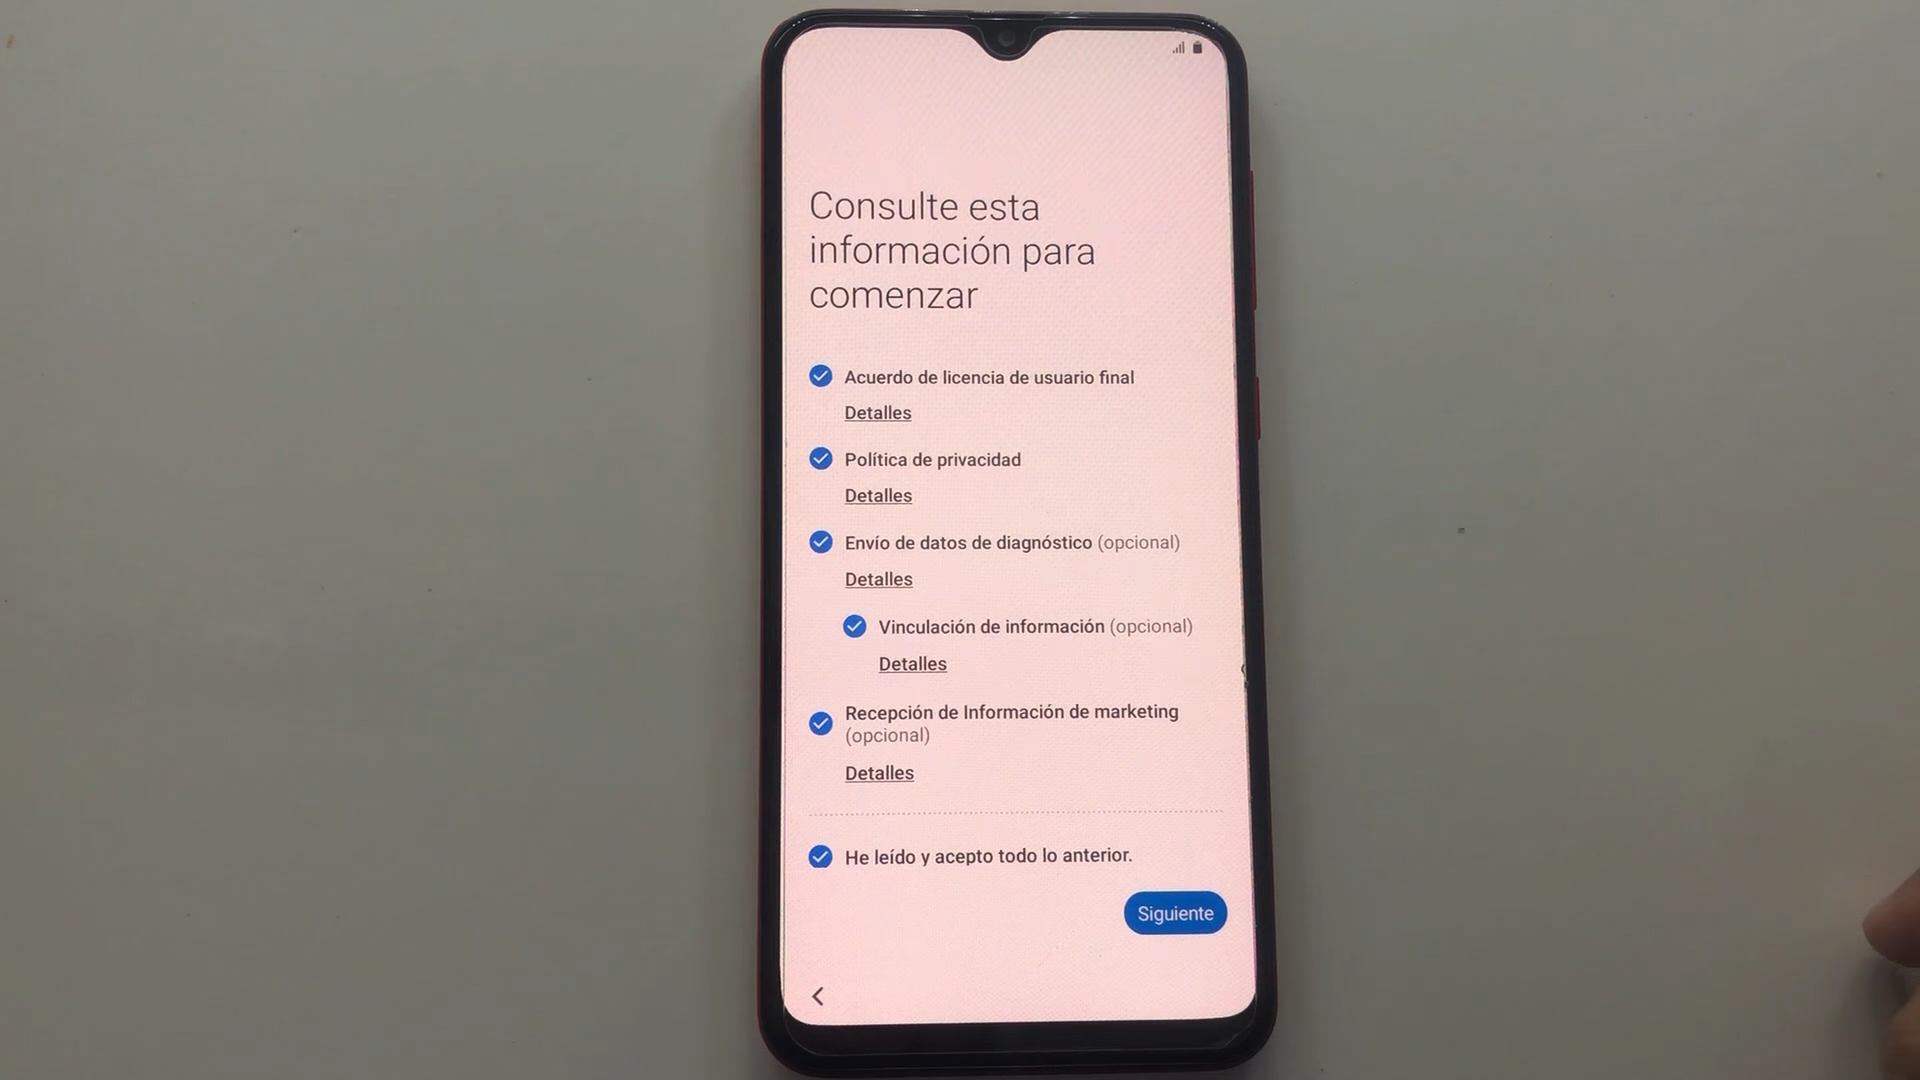 Consulte esta
información para
comenzar
Acuerdo de licencia de usuario final
Detalles
Política de privacidad
Detalles
Envío de datos de diagnóstico (opcional)
Detalles
Vinculación de información (opcional)
Detalles
Recepción de Información de marketing
(opcional)
Detalles
He leído y acepto todo lo anterior.
Siguiente